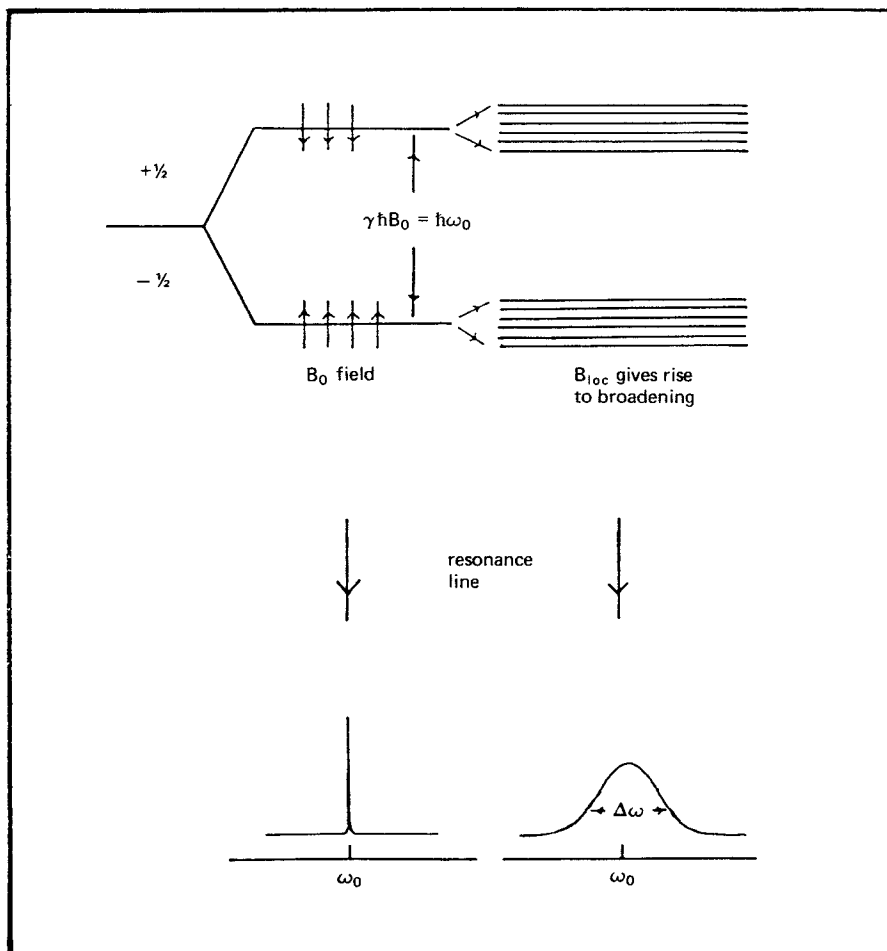 +½
γħB₀ = ħω₀
− ½
B₀ field
B_loc gives rise
to broadening
resonance
line
Δω
ω₀
ω₀